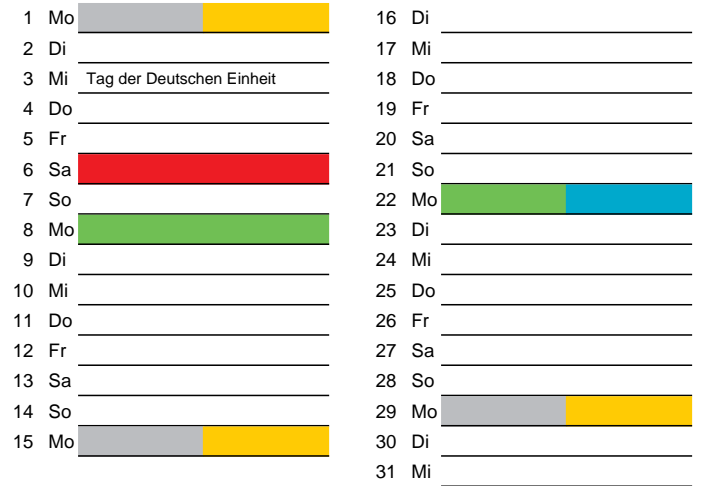 1 Mo
2 Di
3 Mi Tag der Deutschen Einheit
4 Do
5 Fr
6 Sa
7 So
8 Mo
9 Di
10 Mi
11 Do
12 Fr
13 Sa
14 So
15 Mo
16 Di
17 Mi
18 Do
19 Fr
20 Sa
21 So
22 Mo
23 Di
24 Mi
25 Do
26 Fr
27 Sa
28 So
29 Mo
30 Di
31 Mi